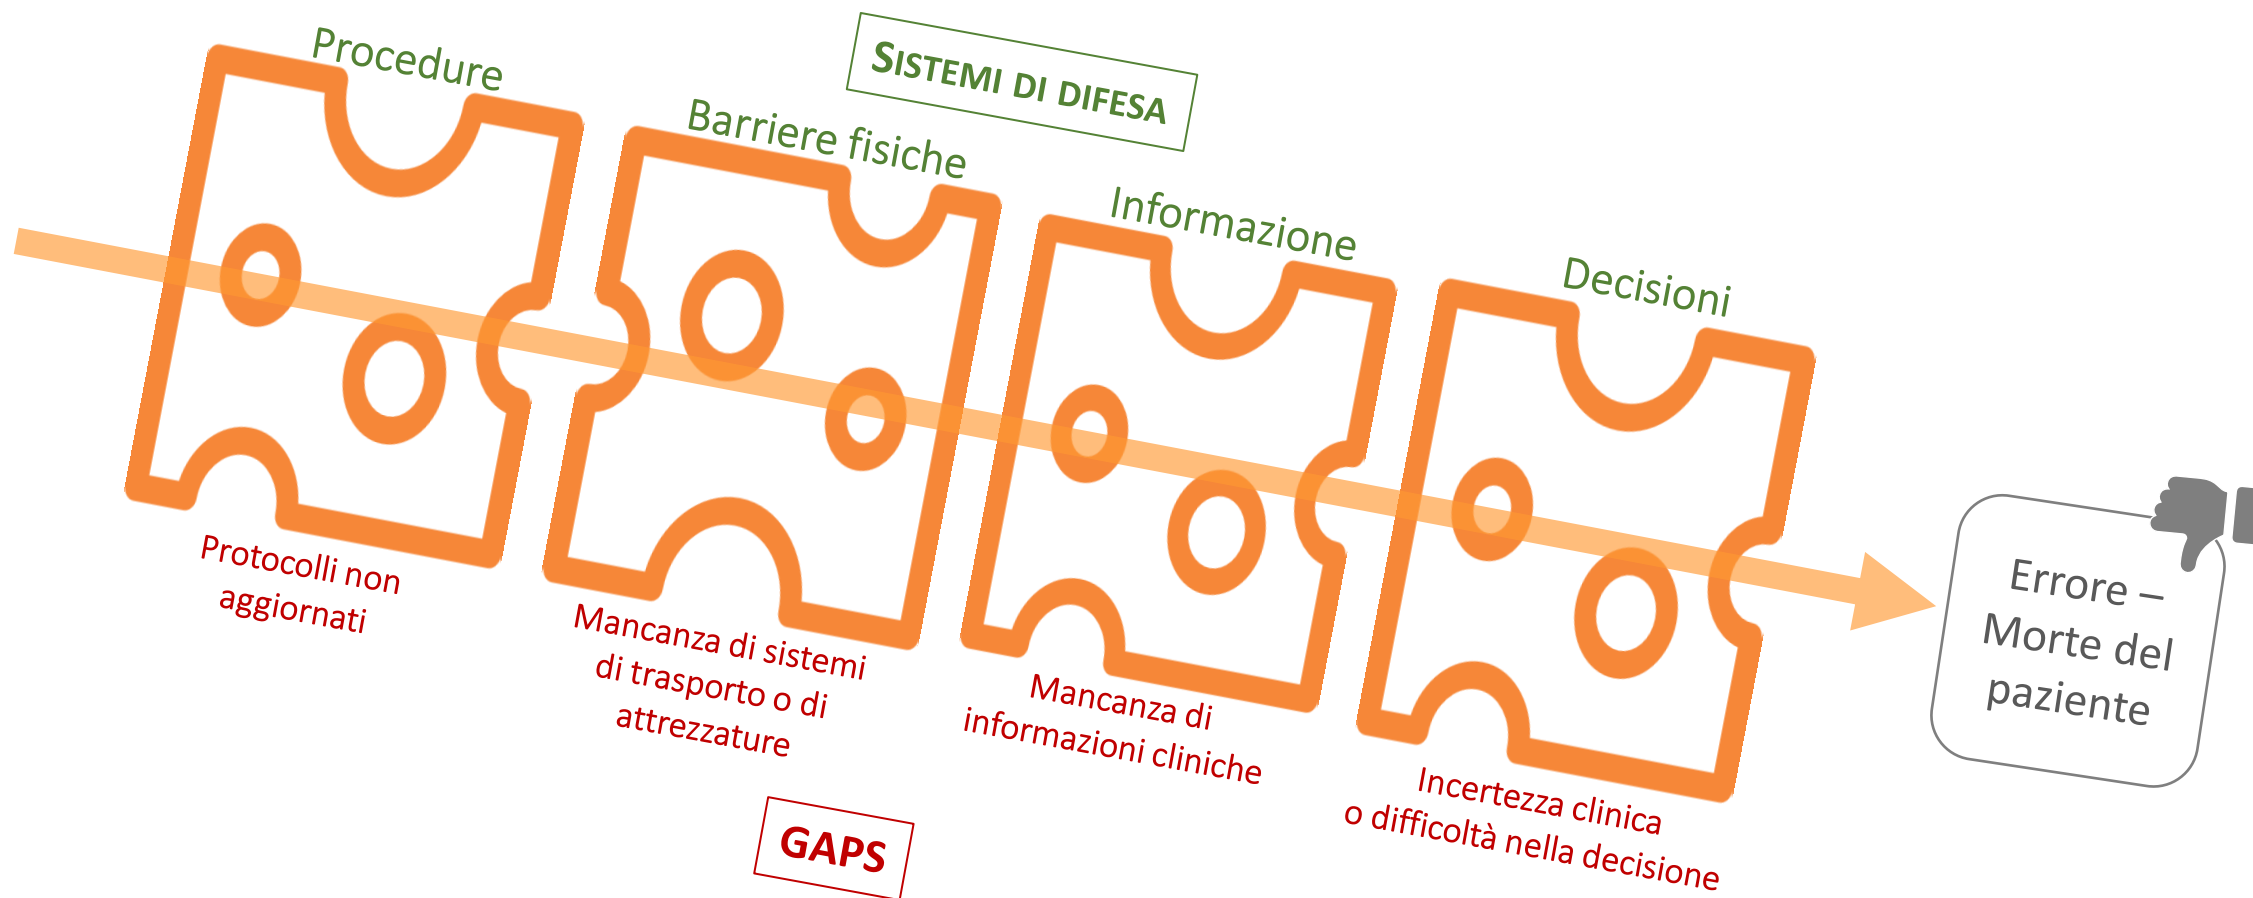 SISTEMI DI DIFESA
Procedure
Barriere fisiche
Informazione
Decisioni
Protocolli non
aggiornati
Mancanza di sistemi
di trasporto o di
attrezzature
Mancanza di
informazioni cliniche
Incertezza clinica
o difficoltà nella decisione
GAPS
Errore –
Morte del
paziente